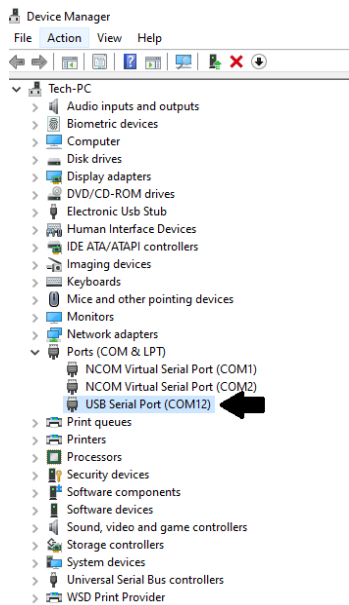 Device Manager
File Action View Help
Tech-PC
Audio inputs and outputs
Biometric devices
Computer
Disk drives
Display adapters
DVD/CD-ROM drives
Electronic Usb Stub
Human Interface Devices
IDE ATA/ATAPI controllers
Imaging devices
Keyboards
Mice and other pointing devices
Monitors
Network adapters
Ports (COM & LPT)
NCOM Virtual Serial Port (COM1)
NCOM Virtual Serial Port (COM2)
USB Serial Port (COM12)
Print queues
Printers
Processors
Security devices
Software components
Software devices
Sound, video and game controllers
Storage controllers
System devices
Universal Serial Bus controllers
WSD Print Provider